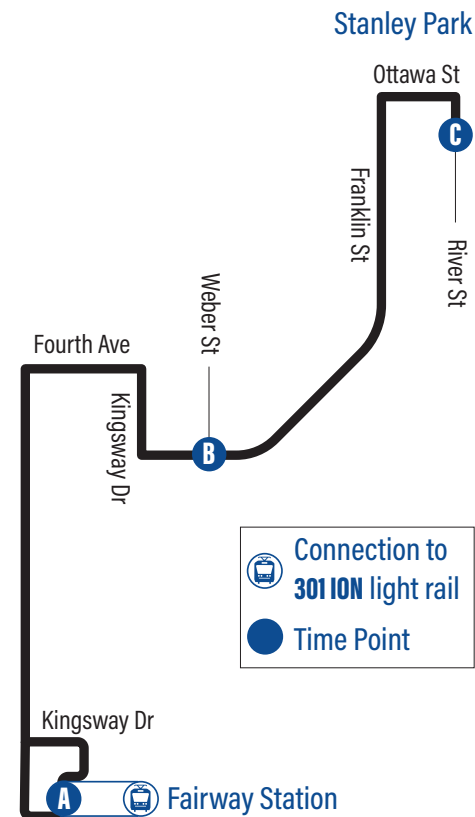 Stanley Park
Ottawa St
C
Franklin St
River St
Weber St
Fourth Ave
Kingsway Dr
B
Connection to
301 ION light rail
Time Point
Kingsway Dr
A
Fairway Station